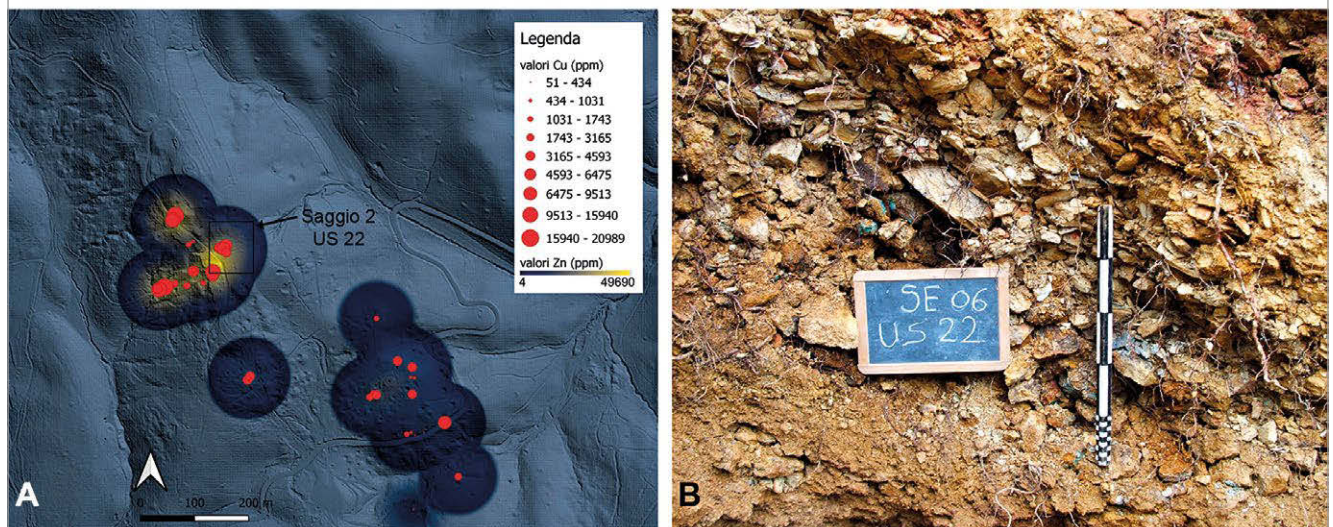 Legenda
valori Cu (ppm)
51 - 434
434 - 1031
1031 - 1743
1743 - 3165
3165 - 4593
4593 - 6475
6475 - 9513
9513 - 15940
15940 - 20989
valori Zn (ppm)
4 49690
Saggio 2
US 22
0 100 200 m
A
SE 06
US 22
B